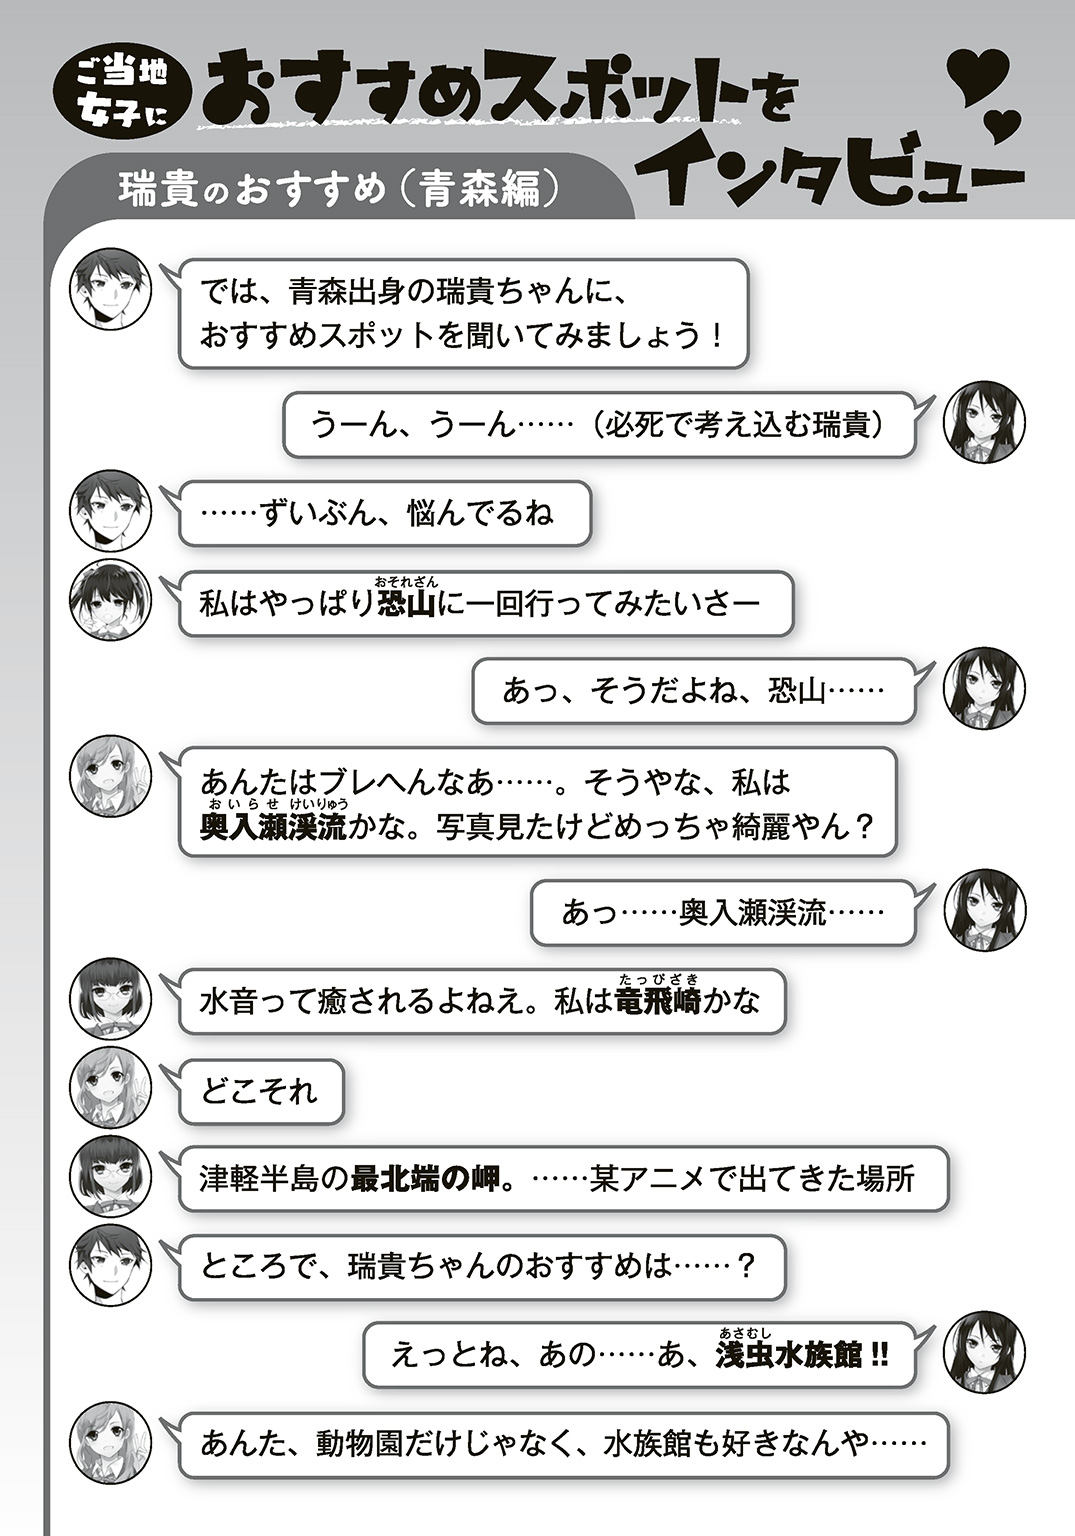 ご当地
女子に
おすすめスポットを
インタビュー
瑞貴のおすすめ（青森編）
では、青森出身の瑞貴ちゃんに、
おすすめスポットを聞いてみましょう！
うーん、うーん……（必死で考え込む瑞貴）
……ずいぶん、悩んでるね
おそれざん
私はやっぱり恐山に一回行ってみたいさー
あっ、そうだよね、恐山……
あんたはブレへんなあ……。そうやな、私は
おいらせ けいりゅう
奥入瀬渓流かな。写真見たけどめっちゃ綺麗やん？
あっ……奥入瀬渓流……
たっぴざき
水音って癒されるよねえ。私は竜飛崎かな
どこそれ
津軽半島の最北端の岬。……某アニメで出てきた場所
ところで、瑞貴ちゃんのおすすめは……？
あさむし
えっとね、あの……あ、浅虫水族館!!
あんた、動物園だけじゃなく、水族館も好きなんや……